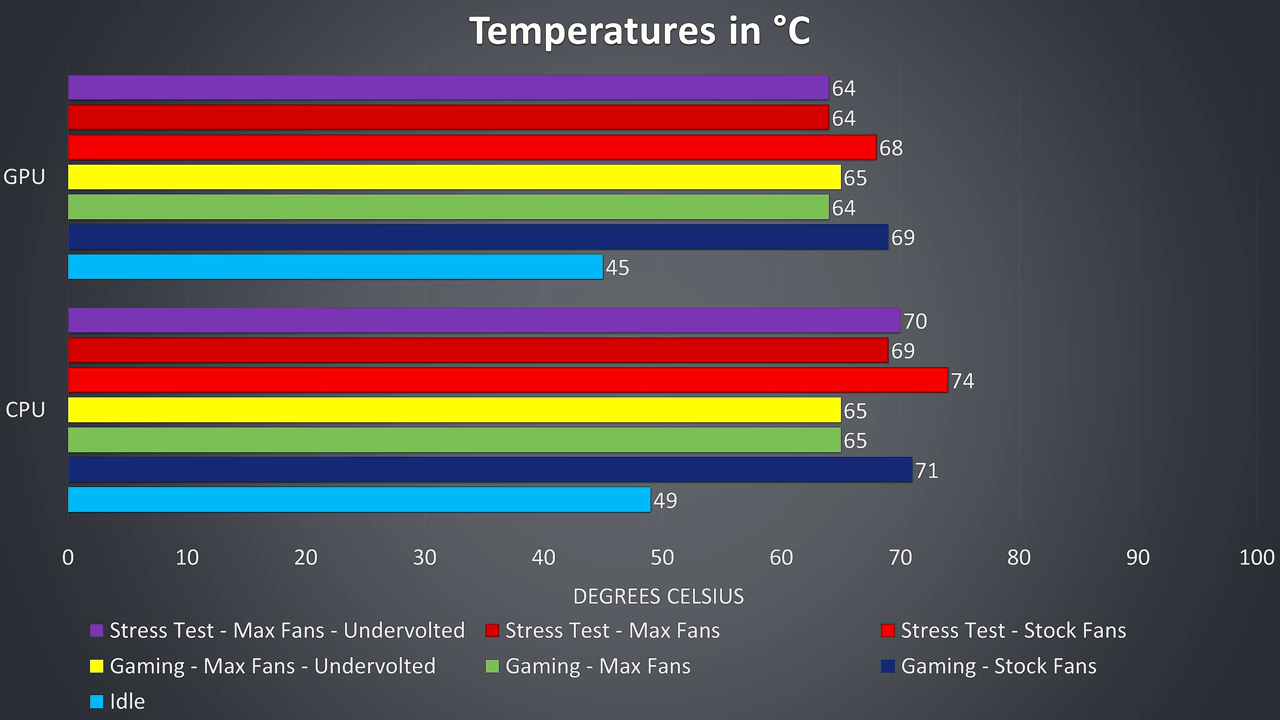 Temperatures in °C
64
64
68
GPU
65
64
69
45
70
69
74
CPU
65
65
71
49
0 10 20 30 40 50 60 70 80 90 100
DEGREES CELSIUS
Stress Test - Max Fans - Undervolted Stress Test - Max Fans Stress Test - Stock Fans
Gaming - Max Fans - Undervolted Gaming - Max Fans Gaming - Stock Fans
Idle